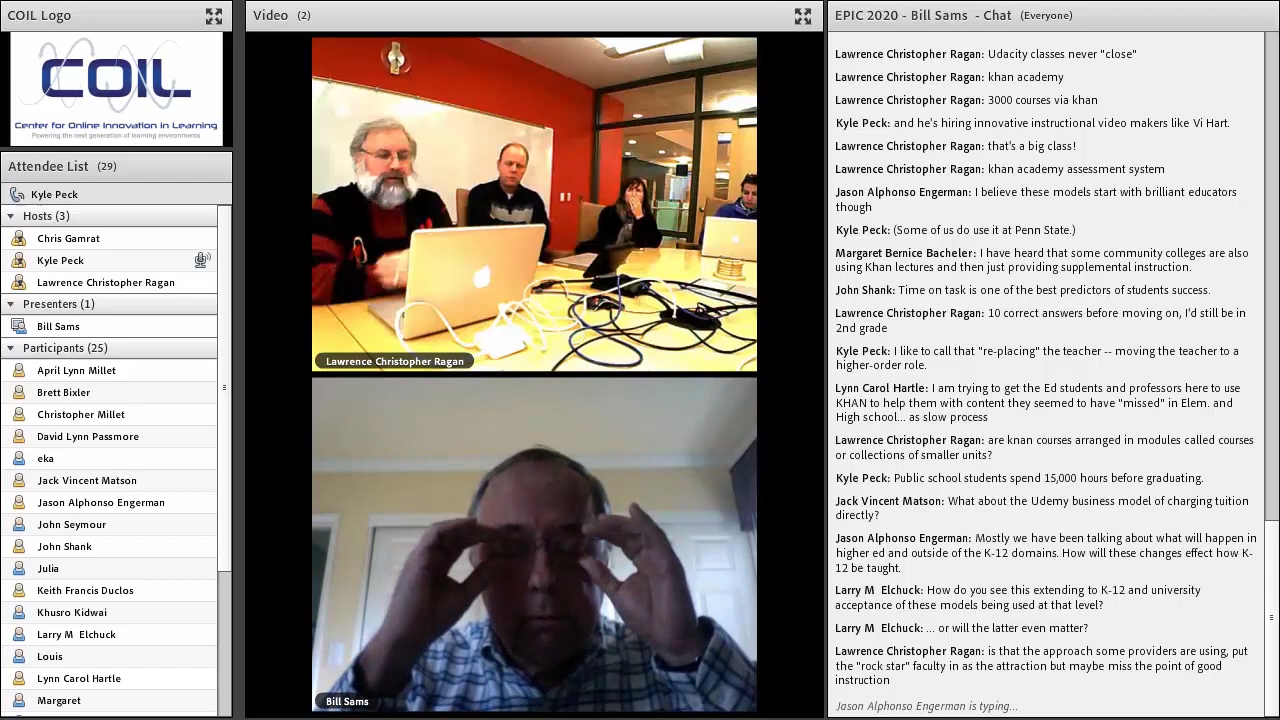 COIL Logo
COIL
Center for Online Innovation in Learning
Powering the next generation of learning environments
Attendee List (29)
Kyle Peck
Hosts (3)
Chris Gamrat
Kyle Peck
Lawrence Christopher Ragan
Presenters (1)
Bill Sams
Participants (25)
April Lynn Millet
Brett Bixler
Christopher Millet
David Lynn Passmore
eka
Jack Vincent Matson
Jason Alphonso Engerman
John Seymour
John Shank
Julia
Keith Francis Duclos
Khusro Kidwai
Larry M Elchuck
Louis
Lynn Carol Hartle
Margaret
Video (2)
Lawrence Christopher Ragan
Bill Sams
EPIC 2020 - Bill Sams - Chat (Everyone)
Lawrence Christopher Ragan: Udacity classes never "close"
Lawrence Christopher Ragan: khan academy
Lawrence Christopher Ragan: 3000 courses via khan
Kyle Peck: and he's hiring innovative instructional video makers like Vi Hart.
Lawrence Christopher Ragan: that's a big class!
Lawrence Christopher Ragan: khan academy assessment system
Jason Alphonso Engerman: I believe these models start with brilliant educators
though
Kyle Peck: (Some of us do use it at Penn State.)
Margaret Bernice Bacheler: I have heard that some community colleges are also
using Khan lectures and then just providing supplemental instruction.
John Shank: Time on task is one of the best predictors of students success.
Lawrence Christopher Ragan: 10 correct answers before moving on, I'd still be in
2nd grade
Kyle Peck: I like to call that "re-placing" the teacher-- moving the teacher to a
higher-order role.
Lynn Carol Hartle: I am trying to get the Ed students and professors here to use
KHAN to help them with content they seemed to have "missed" in Elem. and
High school... as slow process
Lawrence Christopher Ragan: are knan courses arranged in modules called courses
or collections of smaller units?
Kyle Peck: Public school students spend 15,000 hours before graduating.
Jack Vincent Matson: What about the Udemy business model of charging tuition
directly?
Jason Alphonso Engerman: Mostly we have been talking about what will happen in
higher ed and outside of the K-12 domains. How will these changes effect how K-
12 be taught.
Larry M Elchuck: How do you see this extending to K-12 and university
acceptance of these models being used at that level?
Larry M Elchuck: ... or will the latter even matter?
Lawrence Christopher Ragan: is that the approach some providers are using, put
the "rock star" faculty in as the attraction but maybe miss the point of good
instruction
Jason Alphonso Engerman is typing...